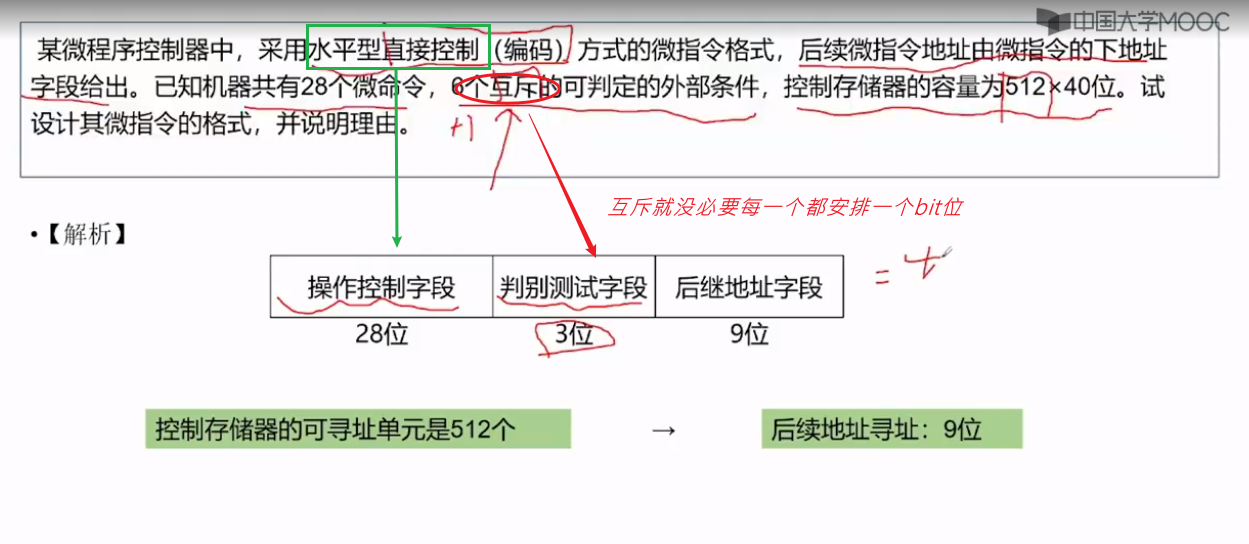 中国大学MOOC
某微程序控制器中，采用水平型直接控制（编码）方式的微指令格式，后续微指令地址由微指令的下地址
字段给出。已知机器共有28个微命令，6个互斥的可判定的外部条件，控制存储器的容量为512×40位。试
设计其微指令的格式，并说明理由。
+1
互斥就没必要每一个都安排一个bit位
•【解析】
操作控制字段 判别测试字段 后继地址字段 =
28位 3位 9位
控制存储器的可寻址单元是512个 → 后续地址寻址：9位